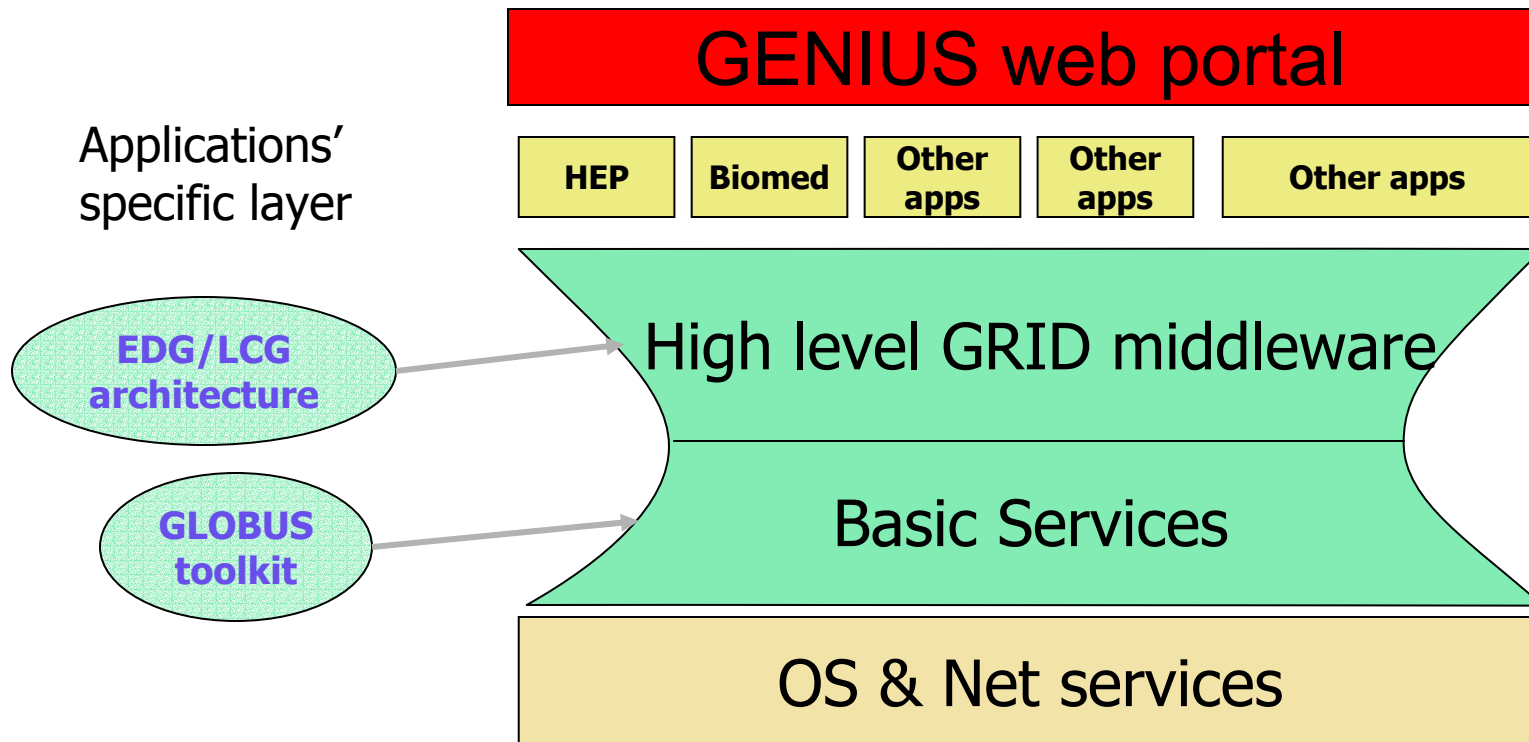 GENIUS web portal
Applications’
specific layer
HEP
Biomed
Other
apps
Other
apps
Other apps
EDG/LCG
architecture
High level GRID middleware
GLOBUS
toolkit
Basic Services
OS & Net services